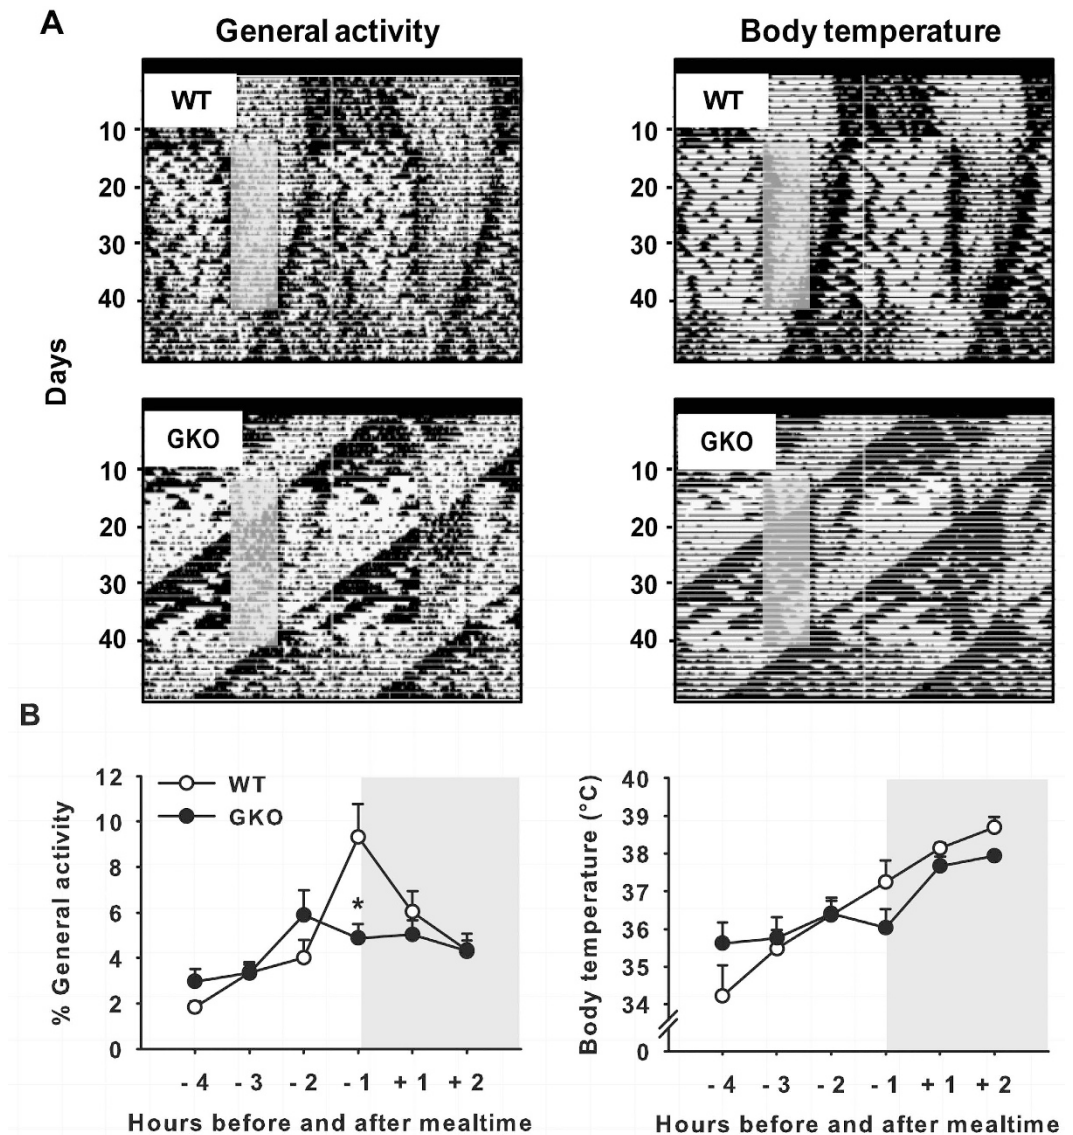 A
General activity
Body temperature
WT
WT
10
20
30
40
10
20
30
40
Days
GKO
GKO
10
20
30
40
10
20
30
40
B
WT
GKO
% General activity
12
10
8
6
4
2
0
*
- 4 - 3 - 2 - 1 + 1 + 2
Hours before and after mealtime
Body temperature (°C)
40
39
38
37
36
35
34
0
- 4 - 3 - 2 - 1 + 1 + 2
Hours before and after mealtime